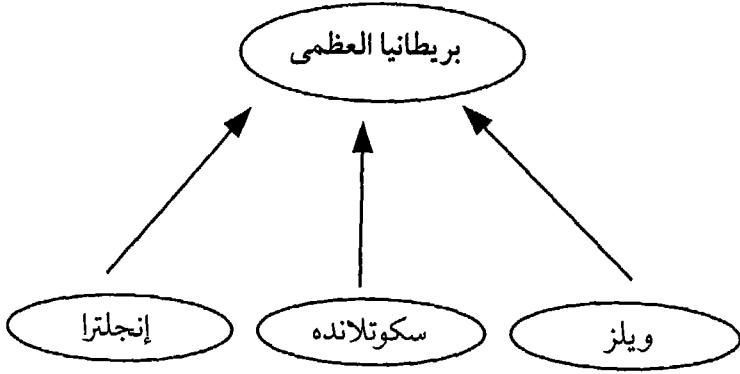 بريطانيا العظمى
ويلز
سكوتلانده
إنجلترا